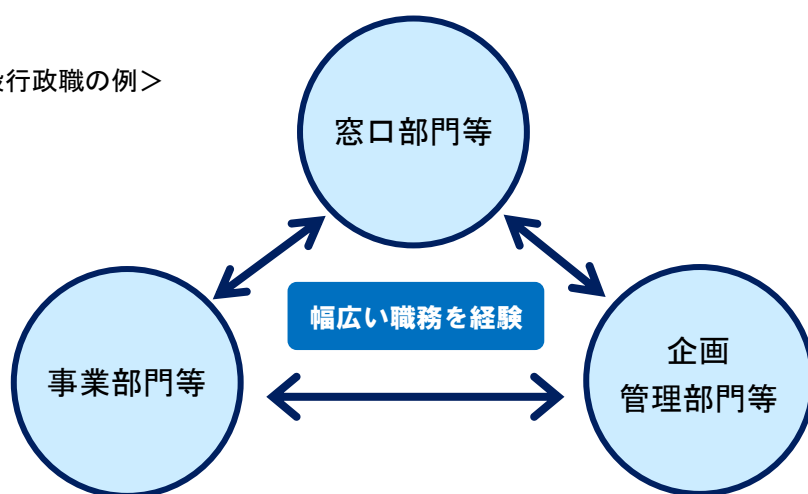 行政職の例＞
窓口部門等
幅広い職務を経験
事業部門等
企画
管理部門等